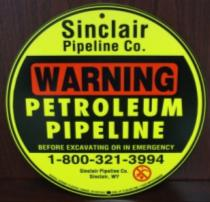 Sinclair
Pipeline Co.
WARNING
PETROLEUM
PIPELINE
BEFORE EXCAVATING OR IN EMERGENCY
1-800-321-3994
Sinclair Pipeline Co.
Sinclair, WY